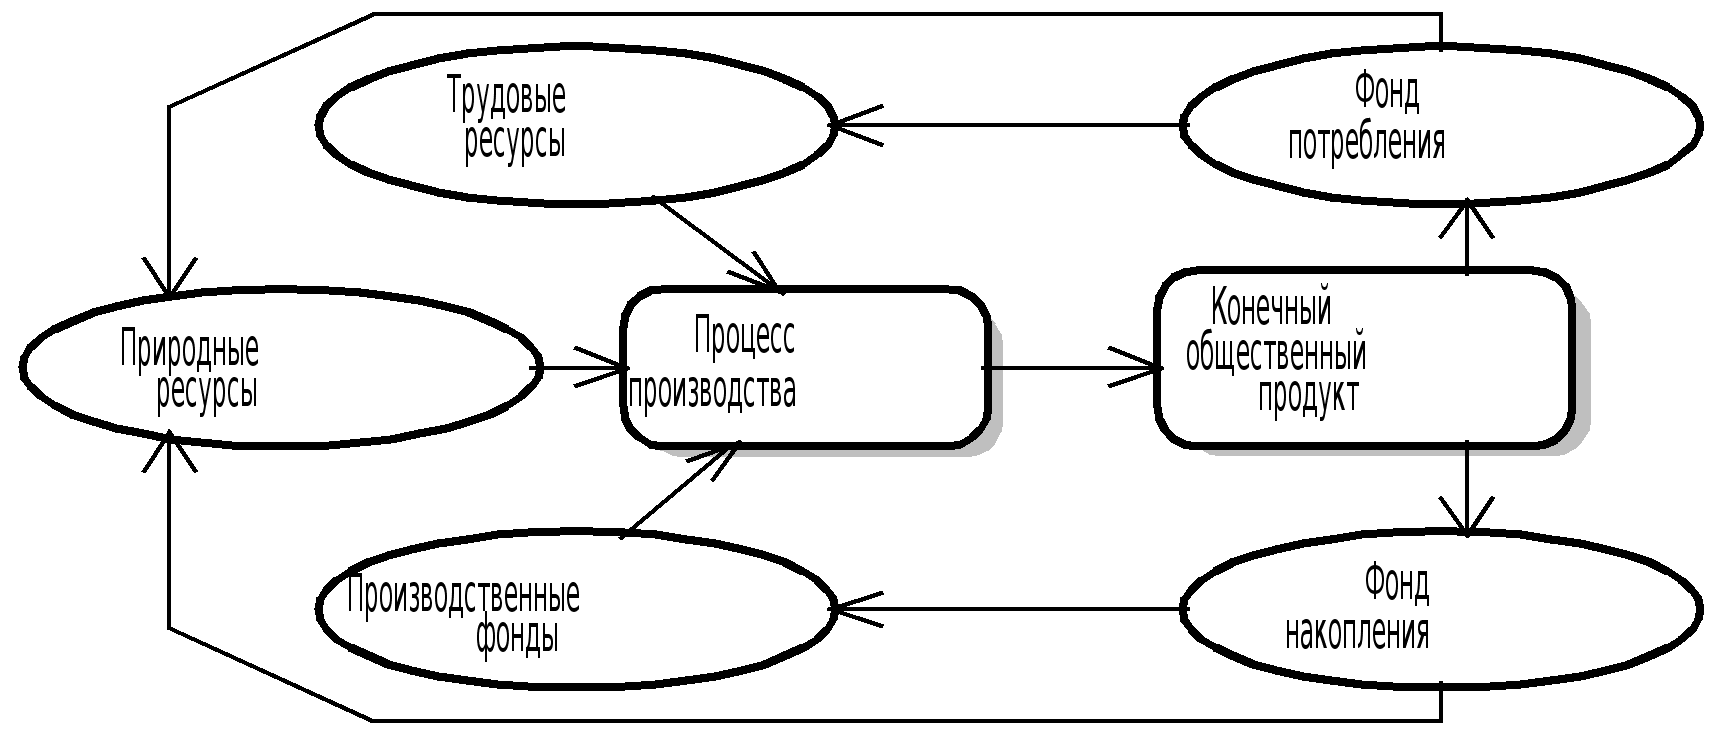 Трудовые
ресурсы
Фонд
потребления
Природные
ресурсы
Процесс
производства
Конечный
общественный
продукт
Производственные
фонды
Фонд
накопления